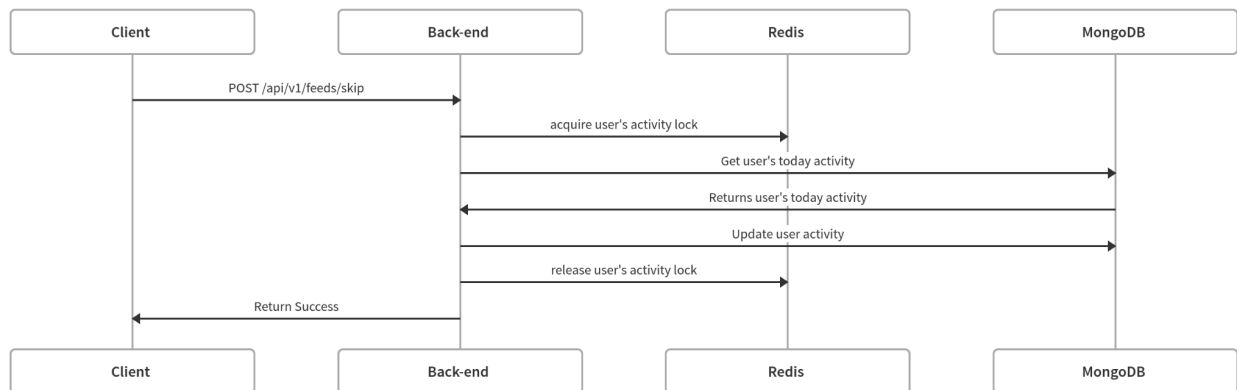 Client
Back-end
Redis
MongoDB
POST /api/v1/feeds/skip
acquire user's activity lock
Get user's today activity
Returns user's today activity
Update user activity
release user's activity lock
Return Success
Client
Back-end
Redis
MongoDB